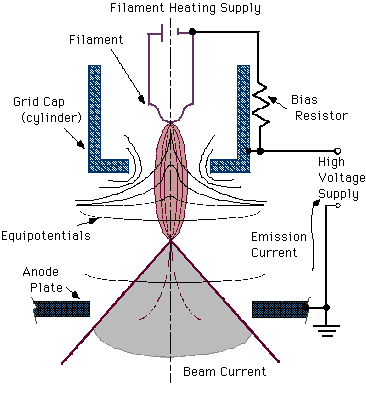 Filament Heating Supply
Filament
Grid Cap
(cylinder)
Bias
Resistor
High
Voltage
Supply
Equipotentials
Emission
Current
Anode
Plate
Beam Current